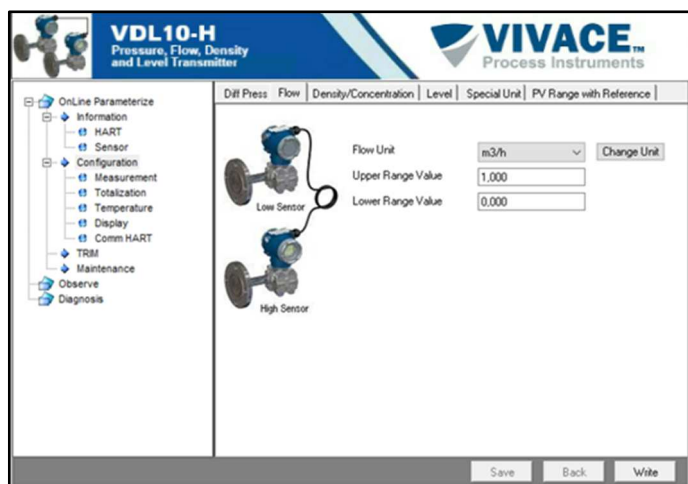 VDL10-H
Pressure, Flow, Density
and Level Transmitter
VIVACE™
Process Instruments
OnLine Parameterize
Information
HART
Sensor
Configuration
Measurement
Totalization
Temperature
Display
Comm HART
TRIM
Maintenance
Observe
Diagnosis
Diff Press Flow Density/Concentration Level Special Unit PV Range with Reference
Flow Unit m3/h Change Unit
Upper Range Value 1,000
Lower Range Value 0,000
Low Sensor
High Sensor
Save Back Write